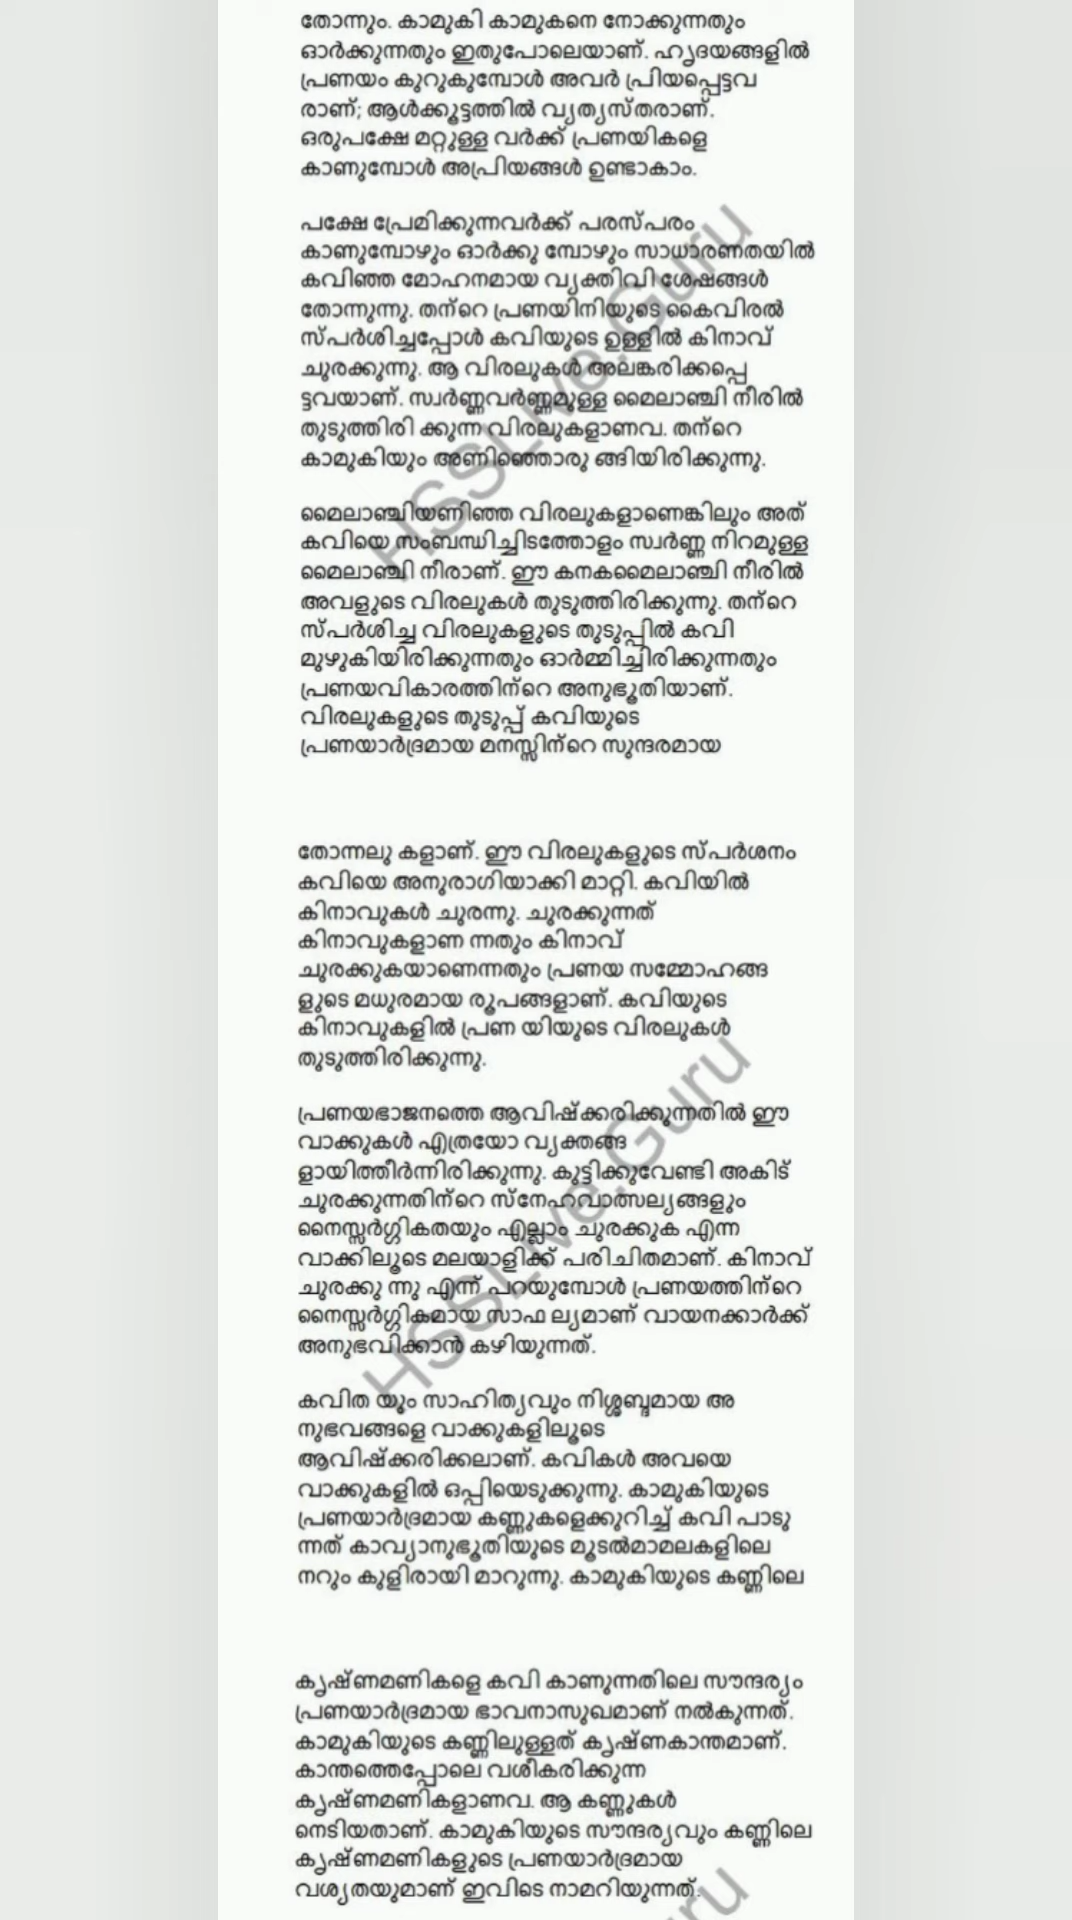 തോന്നും. കാമുകി കാമുകനെ നോക്കുന്നതും
ഓർക്കുന്നതും ഇതുപോലെയാണ്. ഹൃദയങ്ങളിൽ
പ്രണയം കുറുകുമ്പോൾ അവർ പ്രിയപ്പെട്ടവ
രാണ്; ആൾക്കൂട്ടത്തിൽ വ്യത്യസ്തരാണ്.
ഒരുപക്ഷേ മറ്റുള്ള വർക്ക് പ്രണയികളെ
കാണുമ്പോൾ അപ്രിയങ്ങൾ ഉണ്ടാകാം.
പക്ഷേ പ്രേമിക്കുന്നവർക്ക് പരസ്പരം
കാണുമ്പോഴും ഓർക്കു മ്പോഴും സാധാരണതയിൽ
കവിഞ്ഞ മോഹനമായ വ്യക്തിവി ശേഷങ്ങൾ
തോന്നുന്നു. തന്റെ പ്രണയിനിയുടെ കൈവിരൽ
സ്പർശിച്ചപ്പോൾ കവിയുടെ ഉള്ളിൽ കിനാവ്
ചുരക്കുന്നു. ആ വിരലുകൾ അലങ്കരിക്കപ്പെ
ട്ടവയാണ്. സ്വർണ്ണവർണ്ണമുള്ള മൈലാഞ്ചി നീരിൽ
തുടുത്തിരി ക്കുന്ന വിരലുകളാണവ. തന്റെ
കാമുകിയും അണിഞ്ഞൊരു ങ്ങിയിരിക്കുന്നു.
മൈലാഞ്ചിയണിഞ്ഞ വിരലുകളാണെങ്കിലും അത്
കവിയെ സംബന്ധിച്ചിടത്തോളം സ്വർണ്ണ നിറമുള്ള
മൈലാഞ്ചി നീരാണ്. ഈ കനകമൈലാഞ്ചി നീരിൽ
അവളുടെ വിരലുകൾ തുടുത്തിരിക്കുന്നു. തന്റെ
സ്പർശിച്ച വിരലുകളുടെ തുടുപ്പിൽ കവി
മുഴുകിയിരിക്കുന്നതും ഓർമ്മിച്ചിരിക്കുന്നതും
പ്രണയവികാരത്തിന്റെ അനുഭൂതിയാണ്.
വിരലുകളുടെ തുടുപ്പ് കവിയുടെ
പ്രണയാർദ്രമായ മനസ്സിന്റെ സുന്ദരമായ
തോന്നലു കളാണ്. ഈ വിരലുകളുടെ സ്പർശനം
കവിയെ അനുരാഗിയാക്കി മാറ്റി. കവിയിൽ
കിനാവുകൾ ചുരന്നു. ചുരക്കുന്നത്
കിനാവുകളാണ ന്നതും കിനാവ്
ചുരക്കുകയാണെന്നതും പ്രണയ സമ്മോഹങ്ങ
ളുടെ മധുരമായ രൂപങ്ങളാണ്. കവിയുടെ
കിനാവുകളിൽ പ്രണ യിയുടെ വിരലുകൾ
തുടുത്തിരിക്കുന്നു.
പ്രണയഭാജനത്തെ ആവിഷ്ക്കരിക്കുന്നതിൽ ഈ
വാക്കുകൾ എത്രയോ വ്യക്തങ്ങ
ളായിത്തീർന്നിരിക്കുന്നു. കുട്ടിക്കുവേണ്ടി അകിട്
ചുരക്കുന്നതിന്റെ സ്നേഹവാത്സല്യങ്ങളും
നൈസ്സർഗ്ഗികതയും എല്ലാം ചുരക്കുക എന്ന
വാക്കിലൂടെ മലയാളിക്ക് പരിചിതമാണ്. കിനാവ്
ചുരക്കു ന്നു എന്ന് പറയുമ്പോൾ പ്രണയത്തിന്റെ
നൈസ്സർഗ്ഗികമായ സാഫ ല്യമാണ് വായനക്കാർക്ക്
അനുഭവിക്കാൻ കഴിയുന്നത്.
കവിത യും സാഹിത്യവും നിശ്ശബ്ദമായ അ
നുഭവങ്ങളെ വാക്കുകളിലൂടെ
ആവിഷ്ക്കരിക്കലാണ്. കവികൾ അവയെ
വാക്കുകളിൽ ഒപ്പിയെടുക്കുന്നു. കാമുകിയുടെ
പ്രണയാർദ്രമായ കണ്ണുകളെക്കുറിച്ച് കവി പാടു
ന്നത് കാവ്യാനുഭൂതിയുടെ മൂടൽമാമലകളിലെ
നറും കുളിരായി മാറുന്നു. കാമുകിയുടെ കണ്ണിലെ
കൃഷ്ണമണികളെ കവി കാണുന്നതിലെ സൗന്ദര്യം
പ്രണയാർദ്രമായ ഭാവനാസുഖമാണ് നൽകുന്നത്.
കാമുകിയുടെ കണ്ണിലുള്ളത് കൃഷ്ണകാന്തമാണ്.
കാന്തത്തെപ്പോലെ വശീകരിക്കുന്ന
കൃഷ്ണമണികളാണവ. ആ കണ്ണുകൾ
നെടിയതാണ്. കാമുകിയുടെ സൗന്ദര്യവും കണ്ണിലെ
കൃഷ്ണമണികളുടെ പ്രണയാർദ്രമായ
വശ്യതയുമാണ് ഇവിടെ നാമറിയുന്നത്.
HSSLive.Guru
HSSLive.Guru
ru